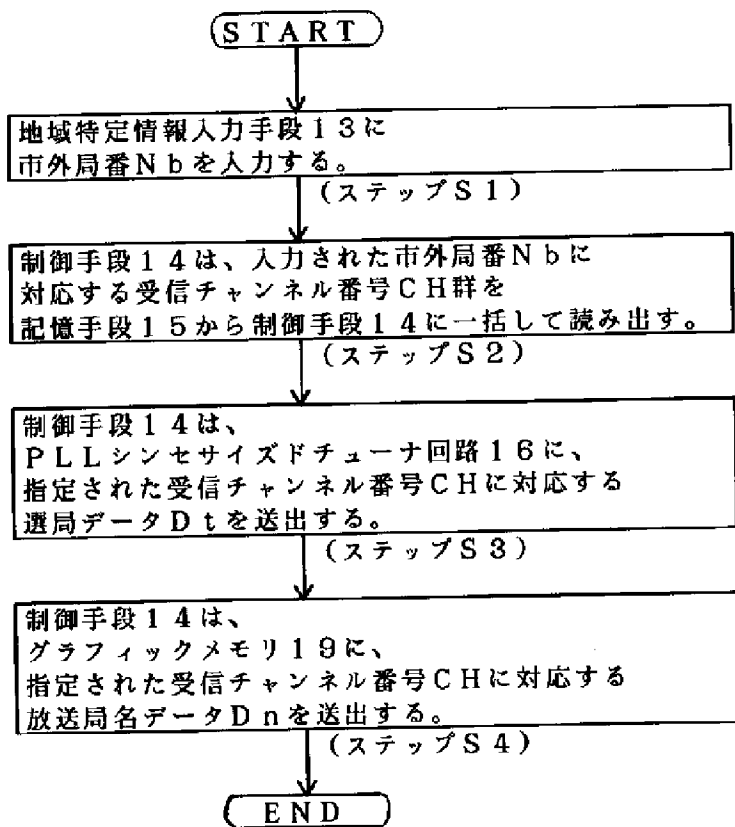 START
地域特定情報入力手段13に
市外局番Nbを入力する。
(ステップS1)
制御手段14は、入力された市外局番Nbに
対応する受信チャンネル番号CH群を
記憶手段15から制御手段14に一括して読み出す。
(ステップS2)
制御手段14は、
PLLシンセサイズドチューナ回路16に、
指定された受信チャンネル番号CHに対応する
選局データDtを送出する。
(ステップS3)
制御手段14は、
グラフィックメモリ19に、
指定された受信チャンネル番号CHに対応する
放送局名データDnを送出する。
(ステップS4)
END